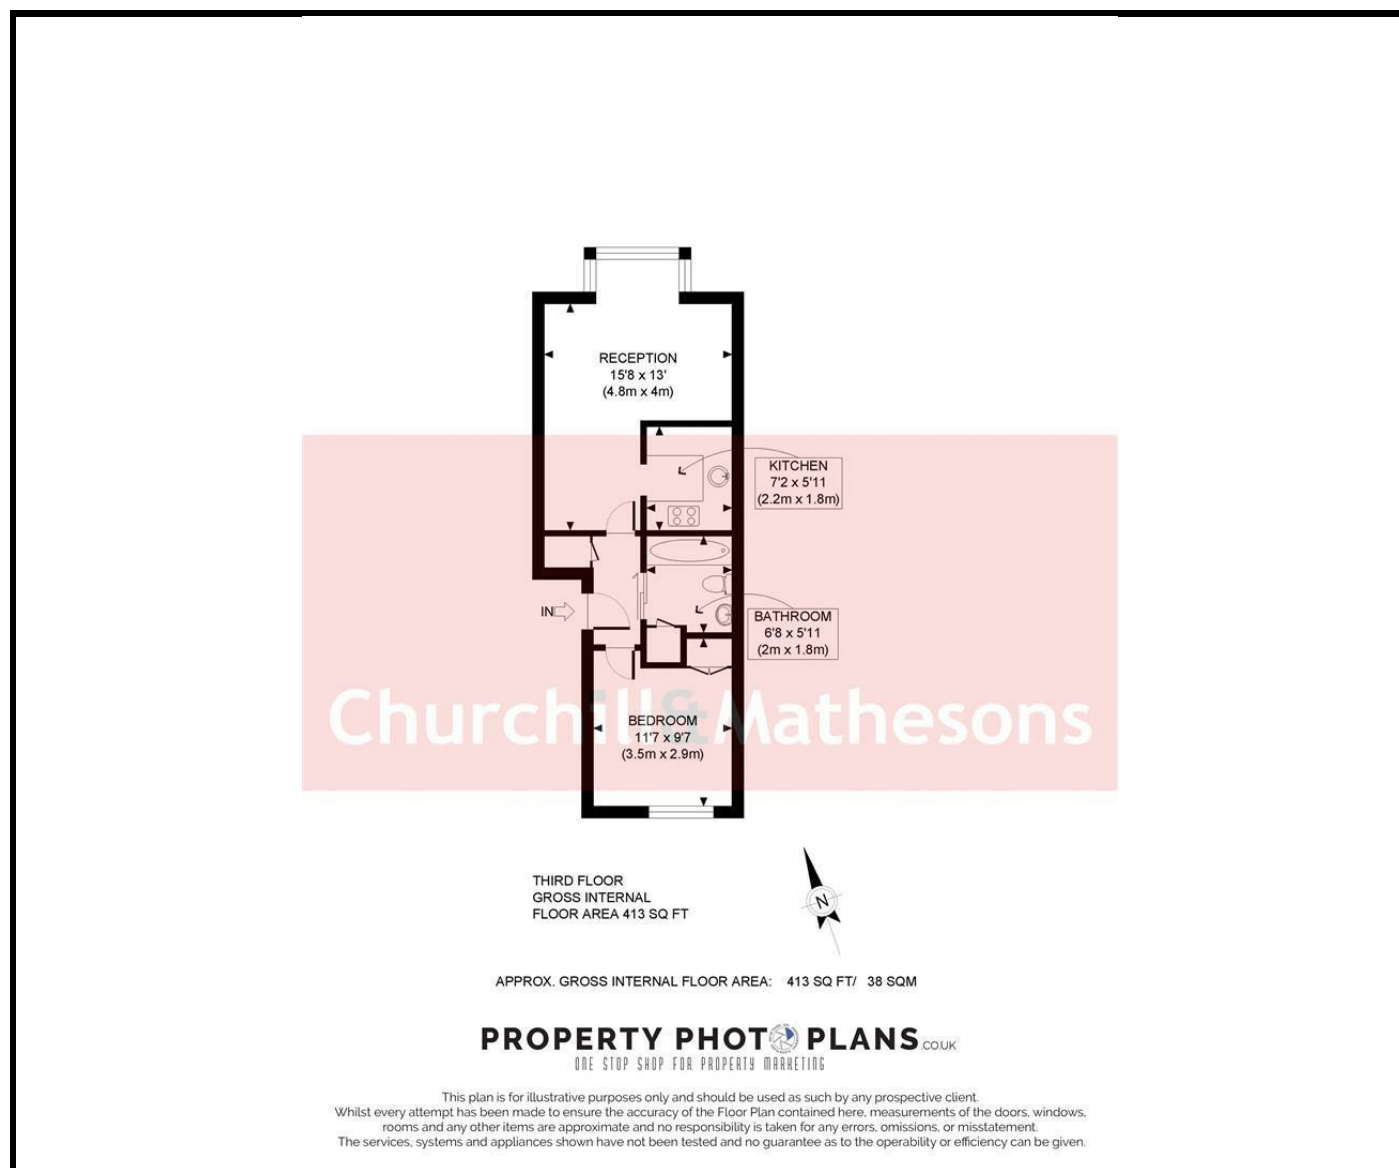 RECEPTION
15'8 x 13'
(4.8m x 4m)
KITCHEN
7'2 x 5'11
(2.2m x 1.8m)
IN
BATHROOM
6'8 x 5'11
(2m x 1.8m)
Churchill & Mathesons
BEDROOM
11'7 x 9'7
(3.5m x 2.9m)
THIRD FLOOR
GROSS INTERNAL
FLOOR AREA 413 SQ FT
N
APPROX. GROSS INTERNAL FLOOR AREA: 413 SQ FT/ 38 SQM
PROPERTY PHOTO PLANS.CO.UK
ONE STOP SHOP FOR PROPERTY MARKETING
This plan is for illustrative purposes only and should be used as such by any prospective client.
Whilst every attempt has been made to ensure the accuracy of the Floor Plan contained here, measurements of the doors, windows,
rooms and any other items are approximate and no responsibility is taken for any errors, omissions, or misstatement.
The services, systems and appliances shown have not been tested and no guarantee as to the operability or efficiency can be given.